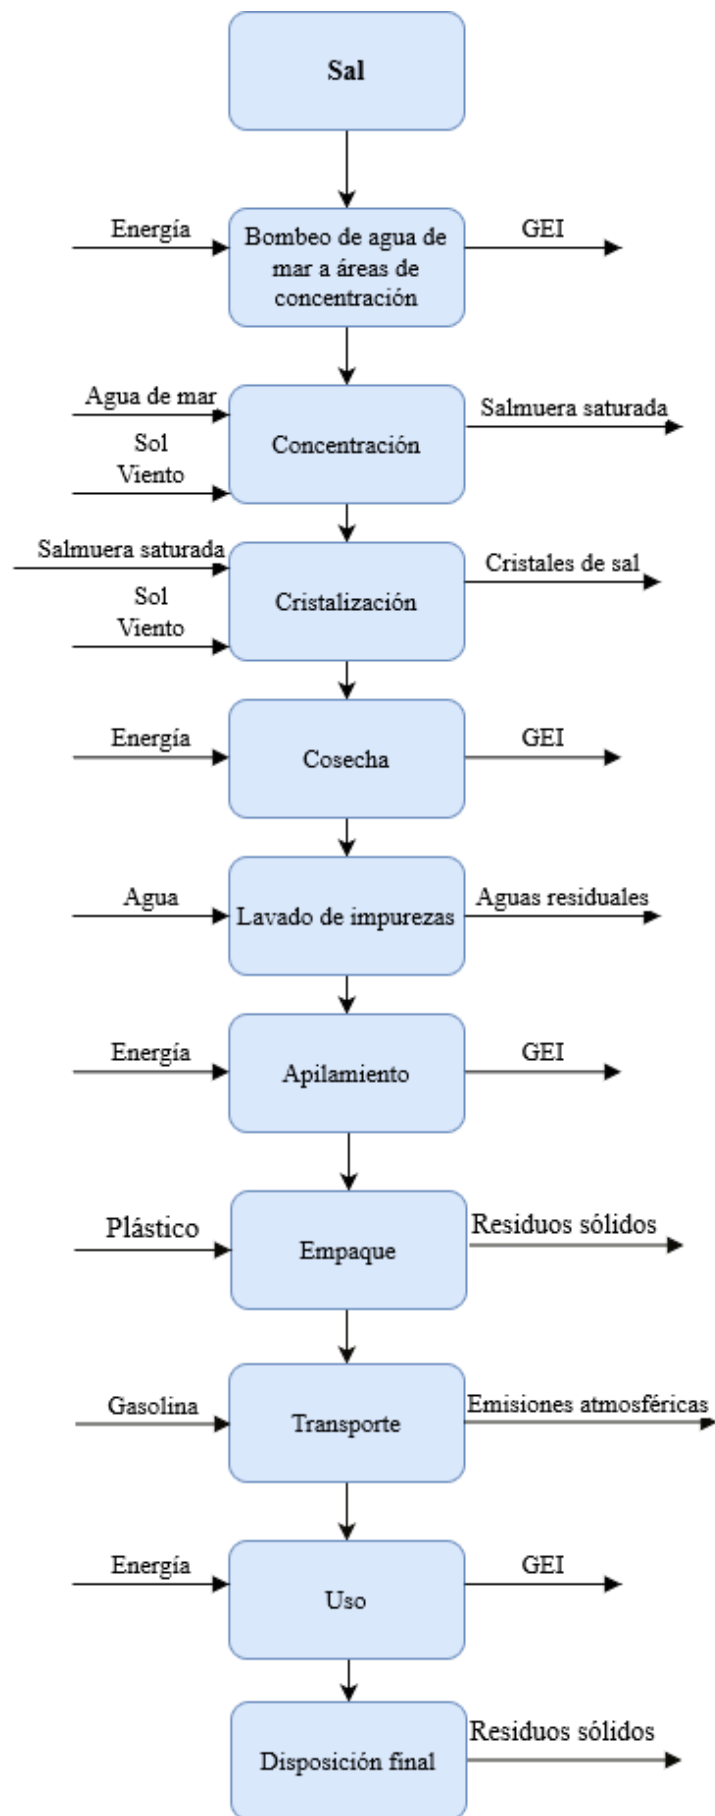 Sal
Energía
Bombeo de agua de
mar a áreas de
concentración
GEI
Agua de mar
Sol
Viento
Concentración
Salmuera saturada
Salmuera saturada
Sol
Viento
Cristalización
Cristales de sal
Energía
Cosecha
GEI
Agua
Lavado de impurezas
Aguas residuales
Energía
Apilamiento
GEI
Plástico
Empaque
Residuos sólidos
Gasolina
Transporte
Emisiones atmosféricas
Energía
Uso
GEI
Disposición final
Residuos sólidos